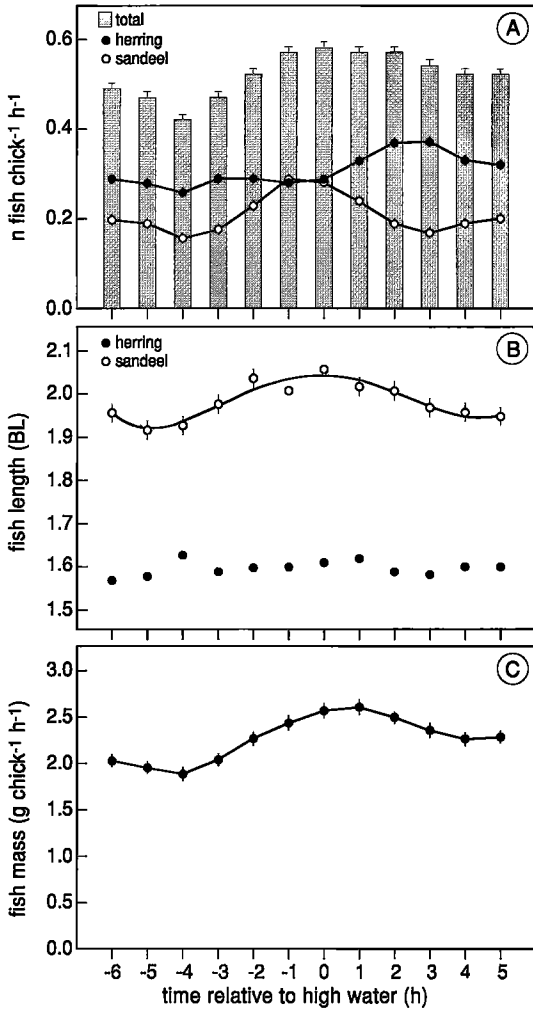 A
total
herring
sandeel
0.6
0.4
0.2
0.0
n fish chick-1 h-1
B
herring
sandeel
2.1
2.0
1.9
1.8
1.7
1.6
1.5
fish length (BL)
C
3.0
2.5
2.0
1.5
1.0
0.5
0.0
fish mass (g chick-1 h-1)
-6 -5 -4 -3 -2 -1 0 1 2 3 4 5
time relative to high water (h)